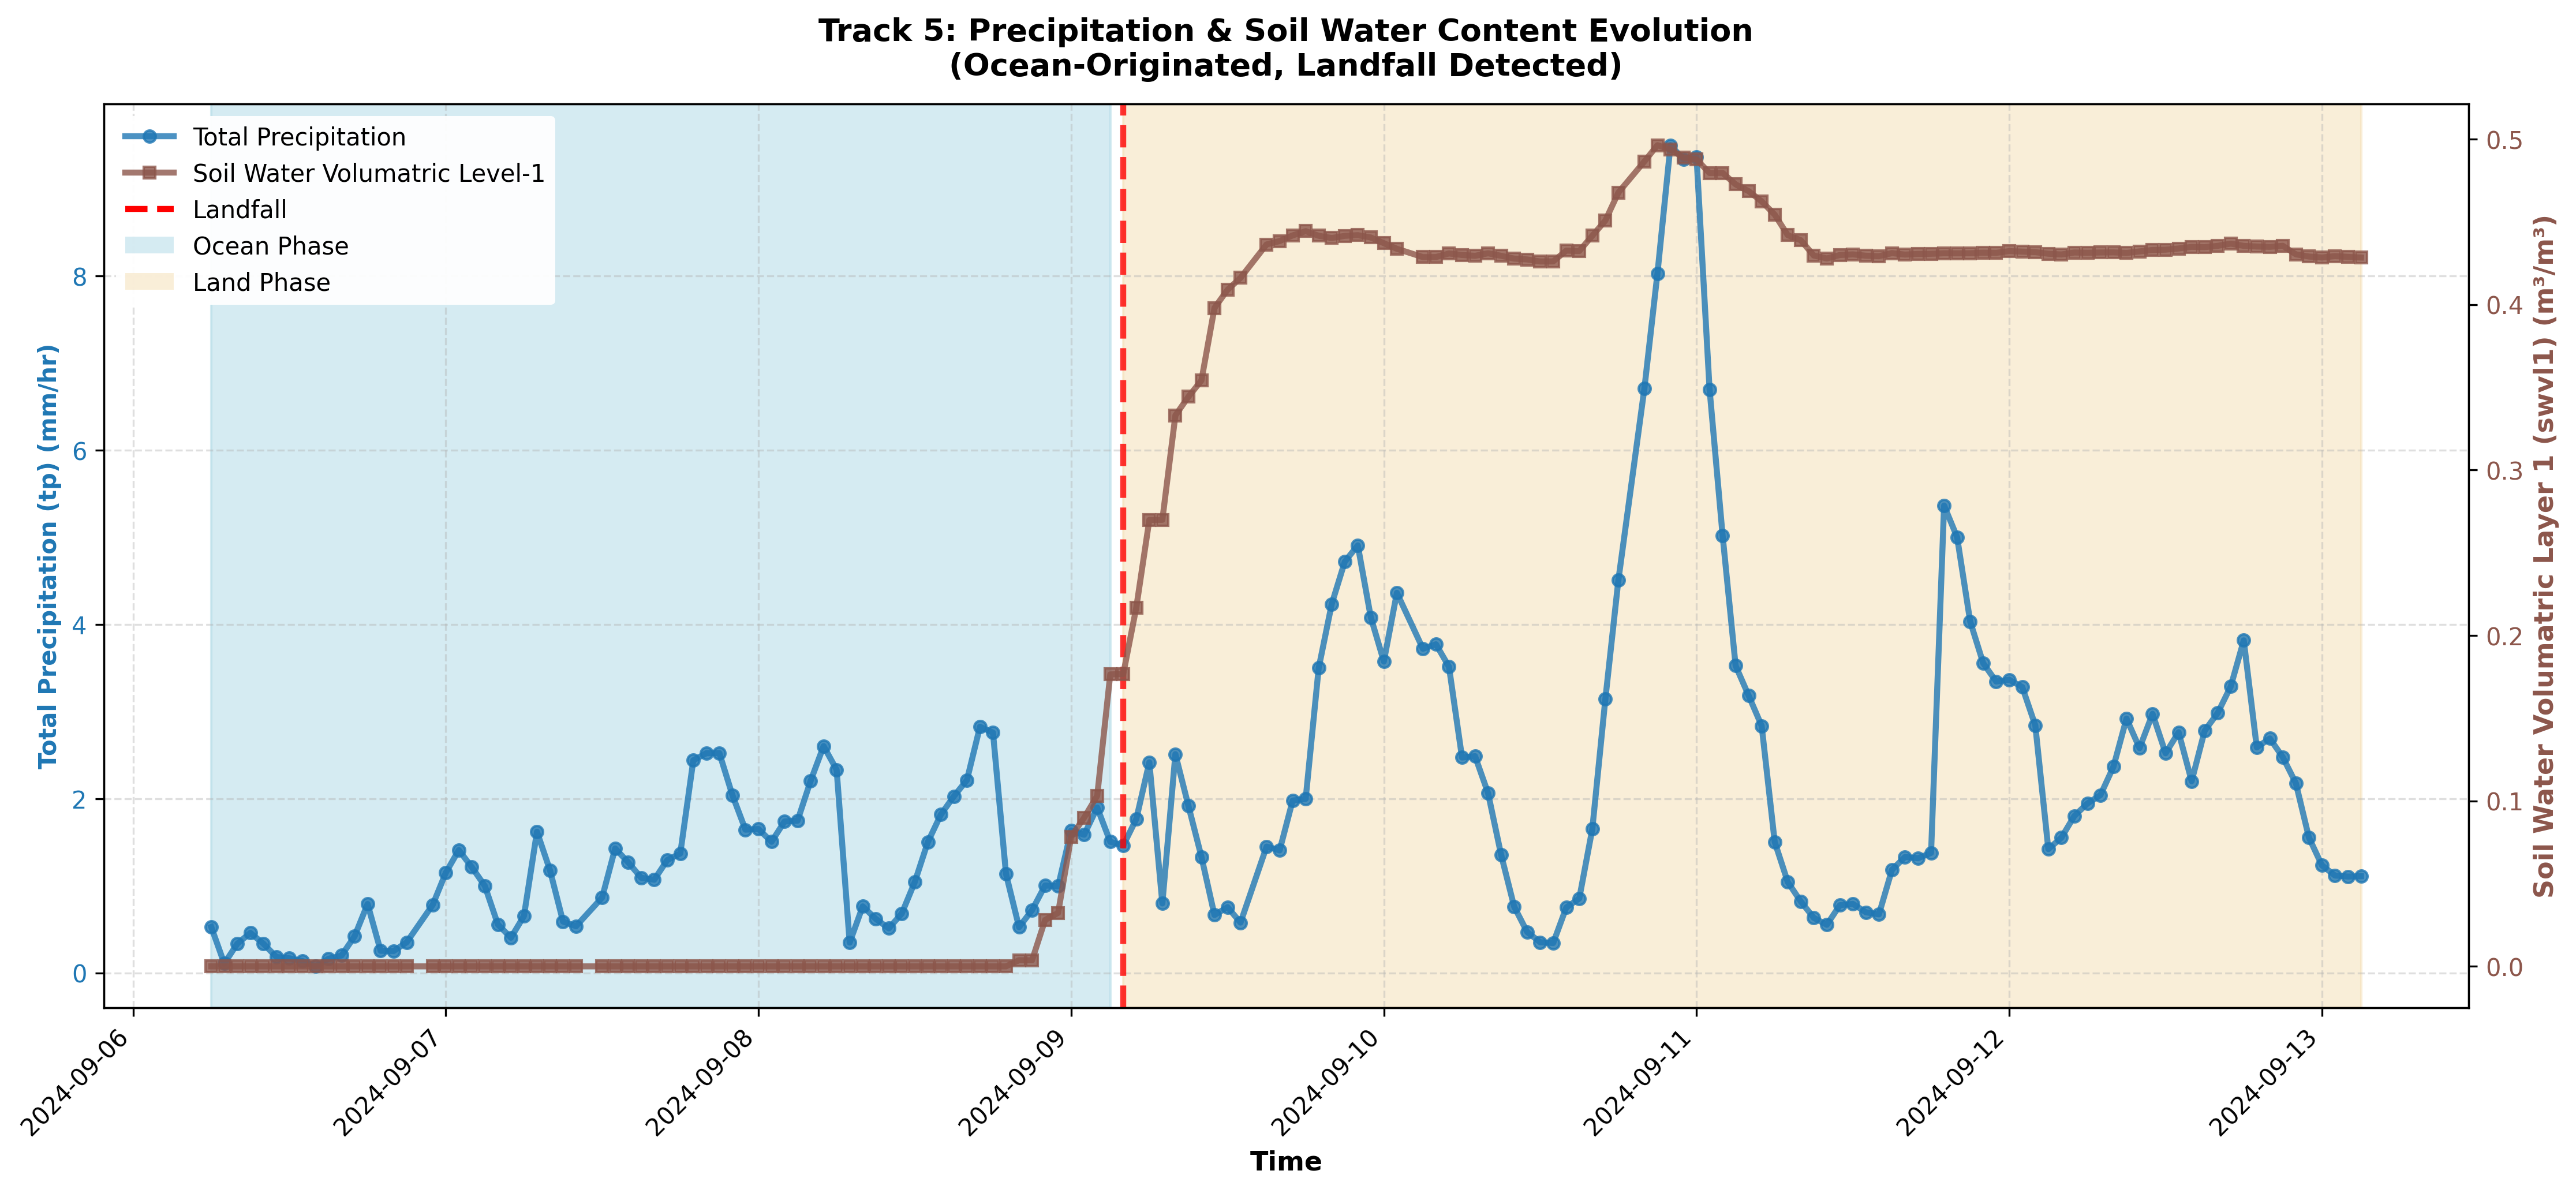 Track 5: Precipitation & Soil Water Content Evolution
(Ocean-Originated, Landfall Detected)
Total Precipitation
Soil Water Volumatric Level-1
Landfall
Ocean Phase
Land Phase
Total Precipitation (tp) (mm/hr)
8
6
4
2
0
0.5
0.4
0.3
0.2
0.1
0.0
Soil Water Volumatric Layer 1 (swvl1) (m³/m³)
2024-09-06
2024-09-07
2024-09-08
2024-09-09
2024-09-10
2024-09-11
2024-09-12
2024-09-13
Time